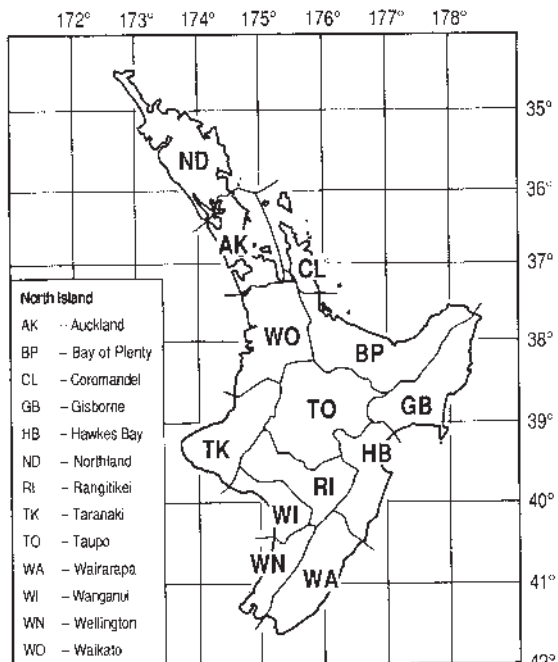 172° 173° 174° 175° 176° 177° 178°
35°
36°
37°
38°
39°
40°
41°
42°
ND
AK
CL
WO
BP
TO
GB
TK
HB
RI
WI
WN
WA
North Island
AK – Auckland
BP – Bay of Plenty
CL – Coromandel
GB – Gisborne
HB – Hawkes Bay
ND – Northland
RI – Rangitikei
TK – Taranaki
TO – Taupo
WA – Wairarapa
WI – Wanganui
WN – Wellington
WO – Waikato